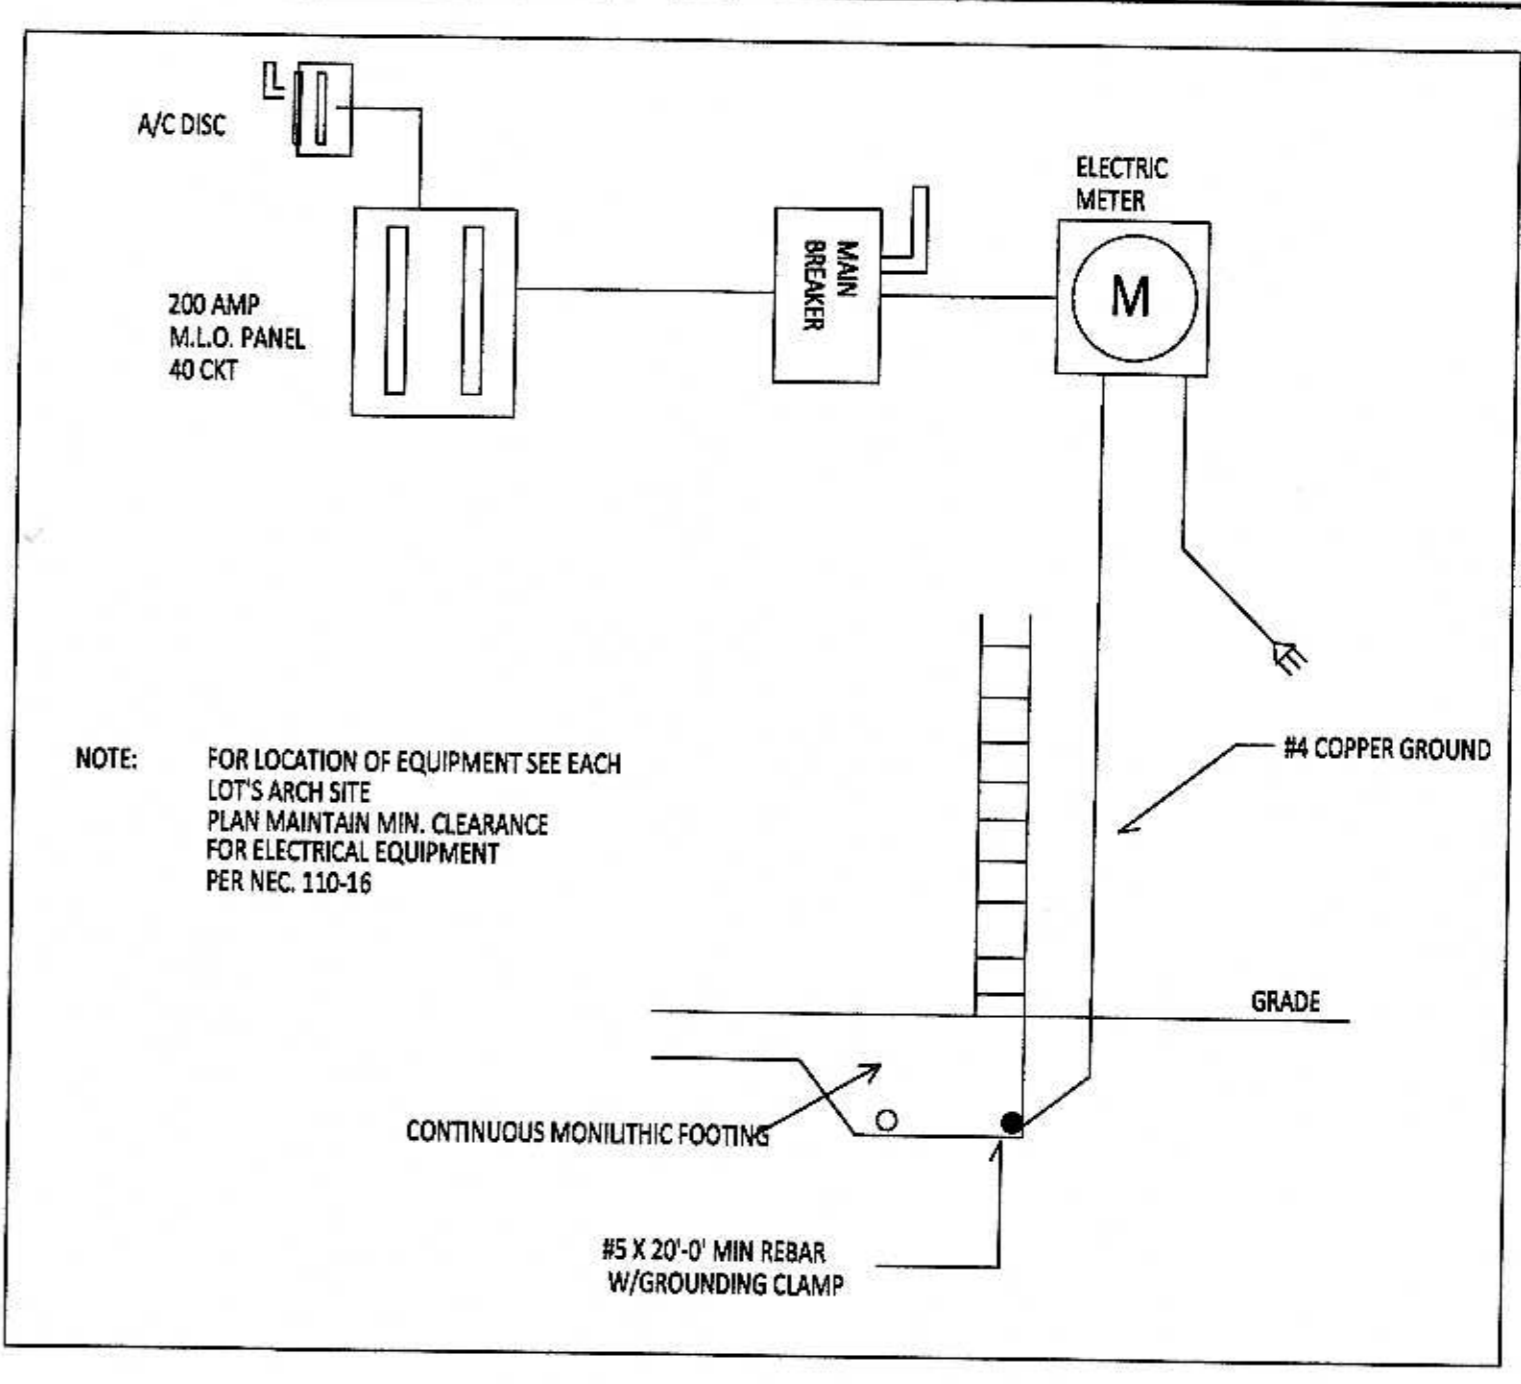 A/C DISC
ELECTRIC
METER
MAIN
BREAKER
M
200 AMP
M.L.O. PANEL
40 CKT
#4 COPPER GROUND
NOTE: FOR LOCATION OF EQUIPMENT SEE EACH
LOT'S ARCH SITE
PLAN MAINTAIN MIN. CLEARANCE
FOR ELECTRICAL EQUIPMENT
PER NEC. 110-16
GRADE
CONTINUOUS MONILITHIC FOOTING
#5 X 20'-0' MIN REBAR
W/GROUNDING CLAMP